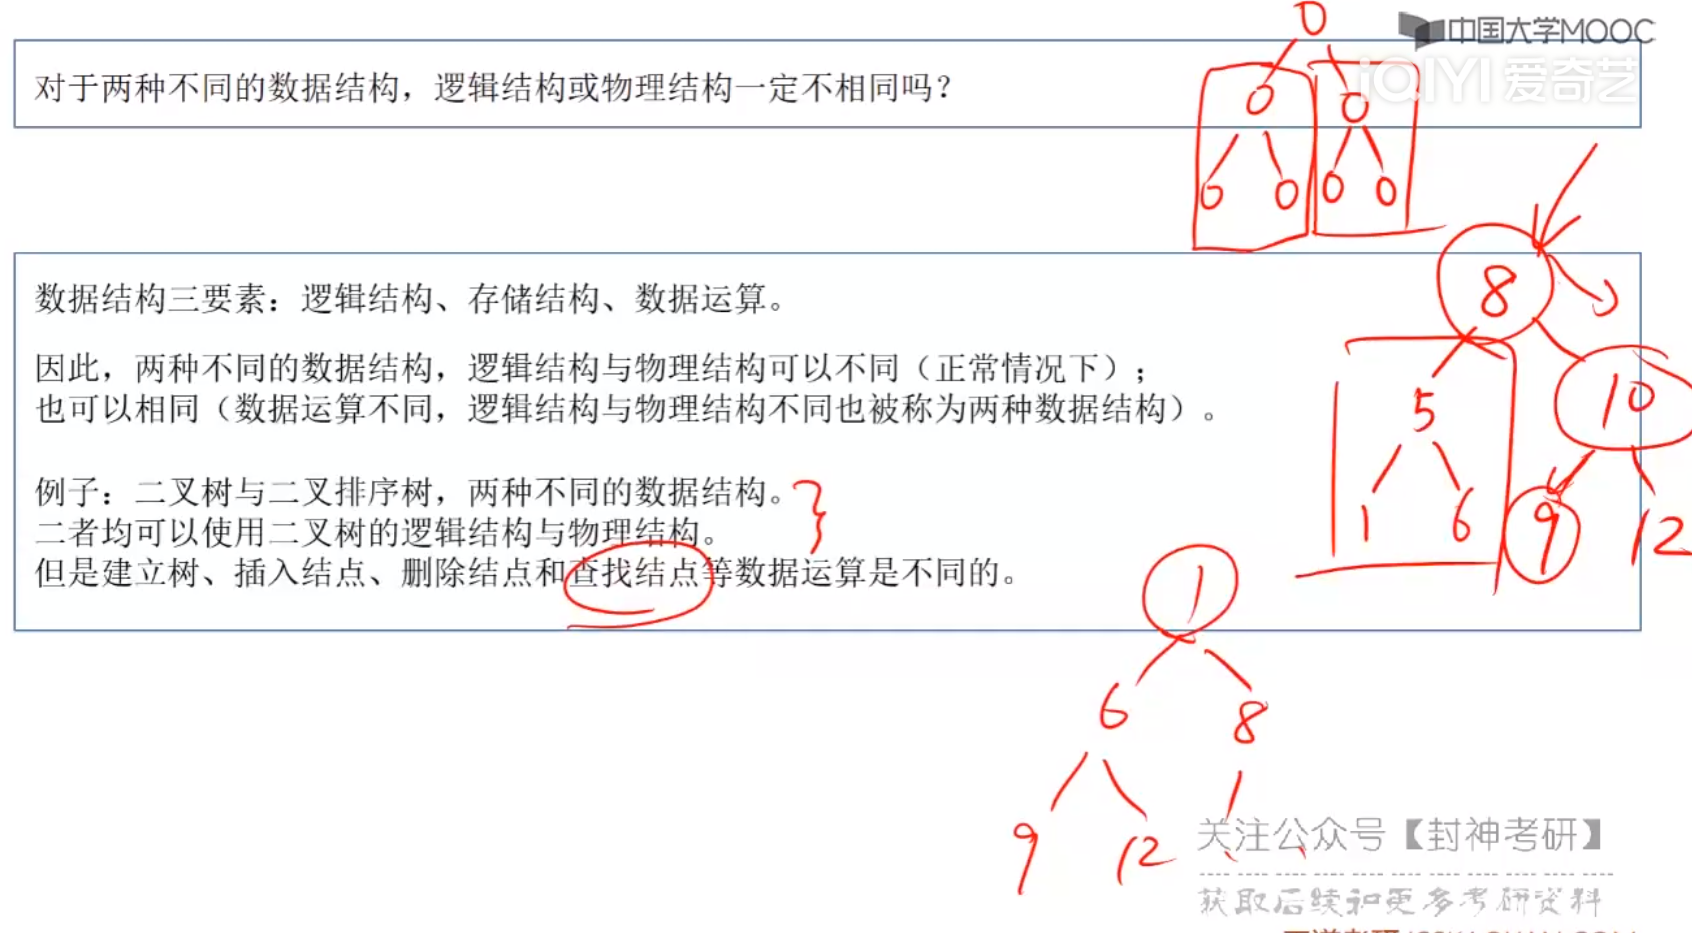 中国大学MOOC
iQIYI 爱奇艺
对于两种不同的数据结构，逻辑结构或物理结构一定不相同吗？
数据结构三要素：逻辑结构、存储结构、数据运算。
因此，两种不同的数据结构，逻辑结构与物理结构可以不同（正常情况下）；
也可以相同（数据运算不同，逻辑结构与物理结构不同也被称为两种数据结构）。
例子：二叉树与二叉排序树，两种不同的数据结构。
二者均可以使用二叉树的逻辑结构与物理结构。
但是建立树、插入结点、删除结点和查找结点等数据运算是不同的。
0
0 0
0 0 0 0
8
5 10
1 6 9 12
1
6 8
9 12
关注公众号【封神考研】
获取后续和更多考研资料